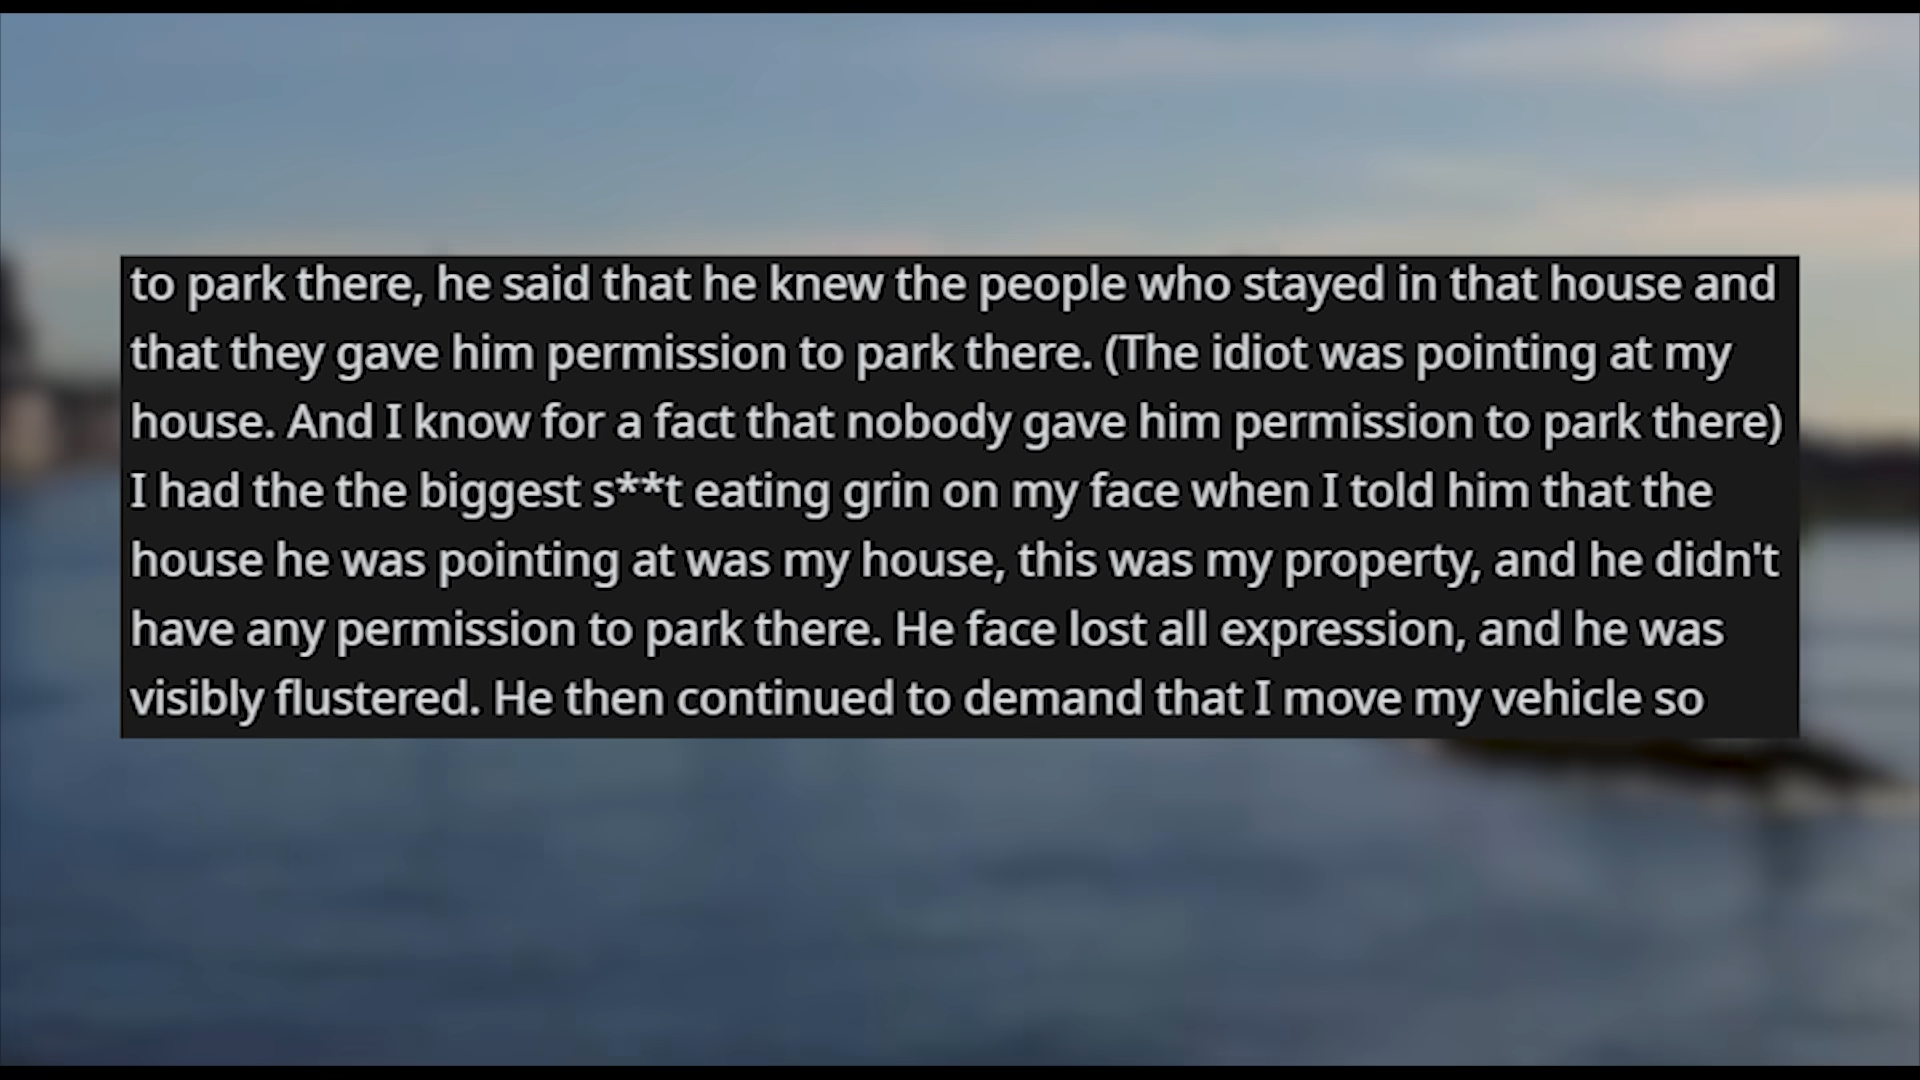 to park there, he said that he knew the people who stayed in that house and
that they gave him permission to park there. (The idiot was pointing at my
house. And I know for a fact that nobody gave him permission to park there)
I had the the biggest s**t eating grin on my face when I told him that the
house he was pointing at was my house, this was my property, and he didn't
have any permission to park there. He face lost all expression, and he was
visibly flustered. He then continued to demand that I move my vehicle so